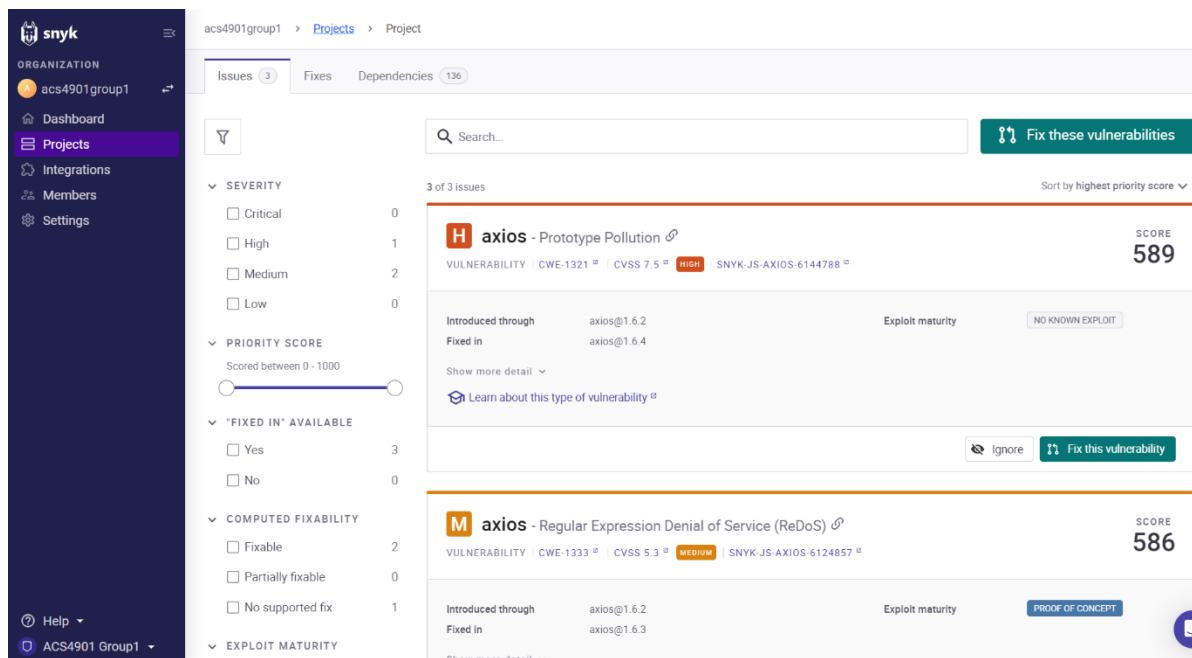 snyk
ORGANIZATION
A acs4901group1
Dashboard
Projects
Integrations
Members
Settings
Help
ACS4901 Group1
acs4901group1 > Projects > Project
Issues 3 Fixes Dependencies 136
Search...
Fix these vulnerabilities
SEVERITY
Critical 0
High 1
Medium 2
Low 0
PRIORITY SCORE
Scored between 0 - 1000
"FIXED IN" AVAILABLE
Yes 3
No 0
COMPUTED FIXABILITY
Fixable 2
Partially fixable 0
No supported fix 1
EXPLOIT MATURITY
3 of 3 issues
Sort by highest priority score
H axios - Prototype Pollution
SCORE
589
VULNERABILITY | CWE-1321 | CVSS 7.5 HIGH | SNYK-JS-AXIOS-6144788
Introduced through axios@1.6.2 Exploit maturity NO KNOWN EXPLOIT
Fixed in axios@1.6.4
Show more detail
Learn about this type of vulnerability
Ignore Fix this vulnerability
M axios - Regular Expression Denial of Service (ReDoS)
SCORE
586
VULNERABILITY | CWE-1333 | CVSS 5.3 MEDIUM | SNYK-JS-AXIOS-6124857
Introduced through axios@1.6.2 Exploit maturity PROOF OF CONCEPT
Fixed in axios@1.6.3
Show more detail